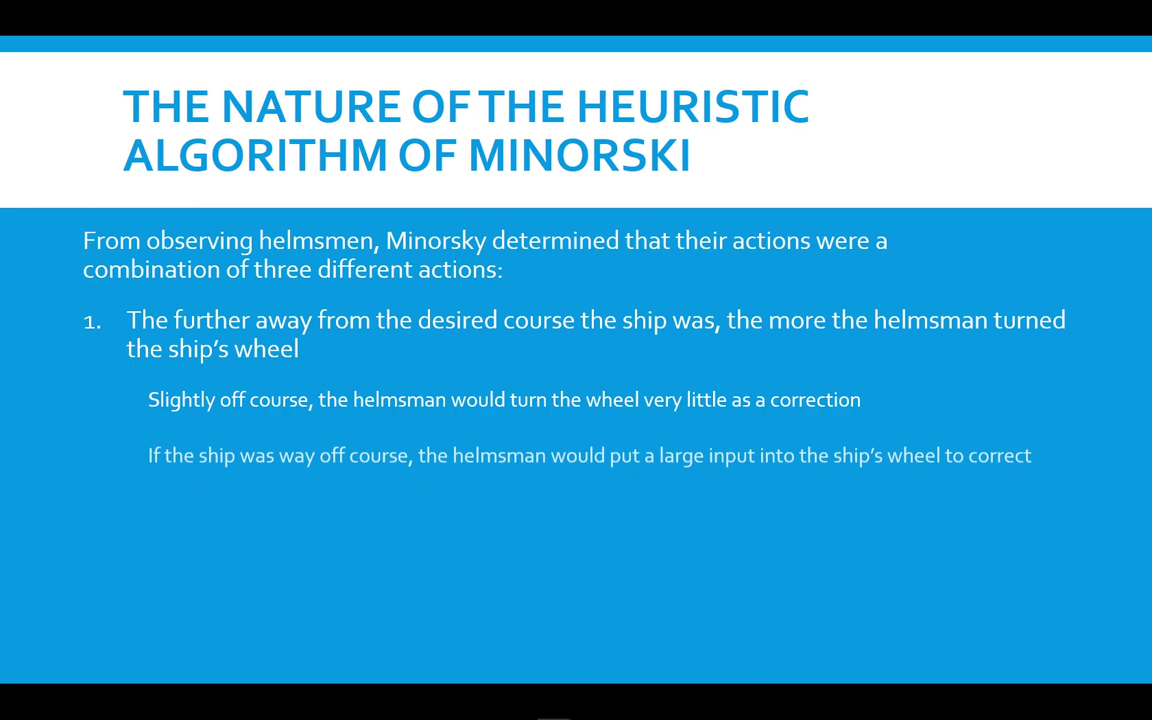 THE NATURE OF THE HEURISTIC
ALGORITHM OF MINORSKI
From observing helmsmen, Minorsky determined that their actions were a
combination of three different actions:
1. The further away from the desired course the ship was, the more the helmsman turned
the ship’s wheel
Slightly off course, the helmsman would turn the wheel very little as a correction
If the ship was way off course, the helmsman would put a large input into the ship’s wheel to correct